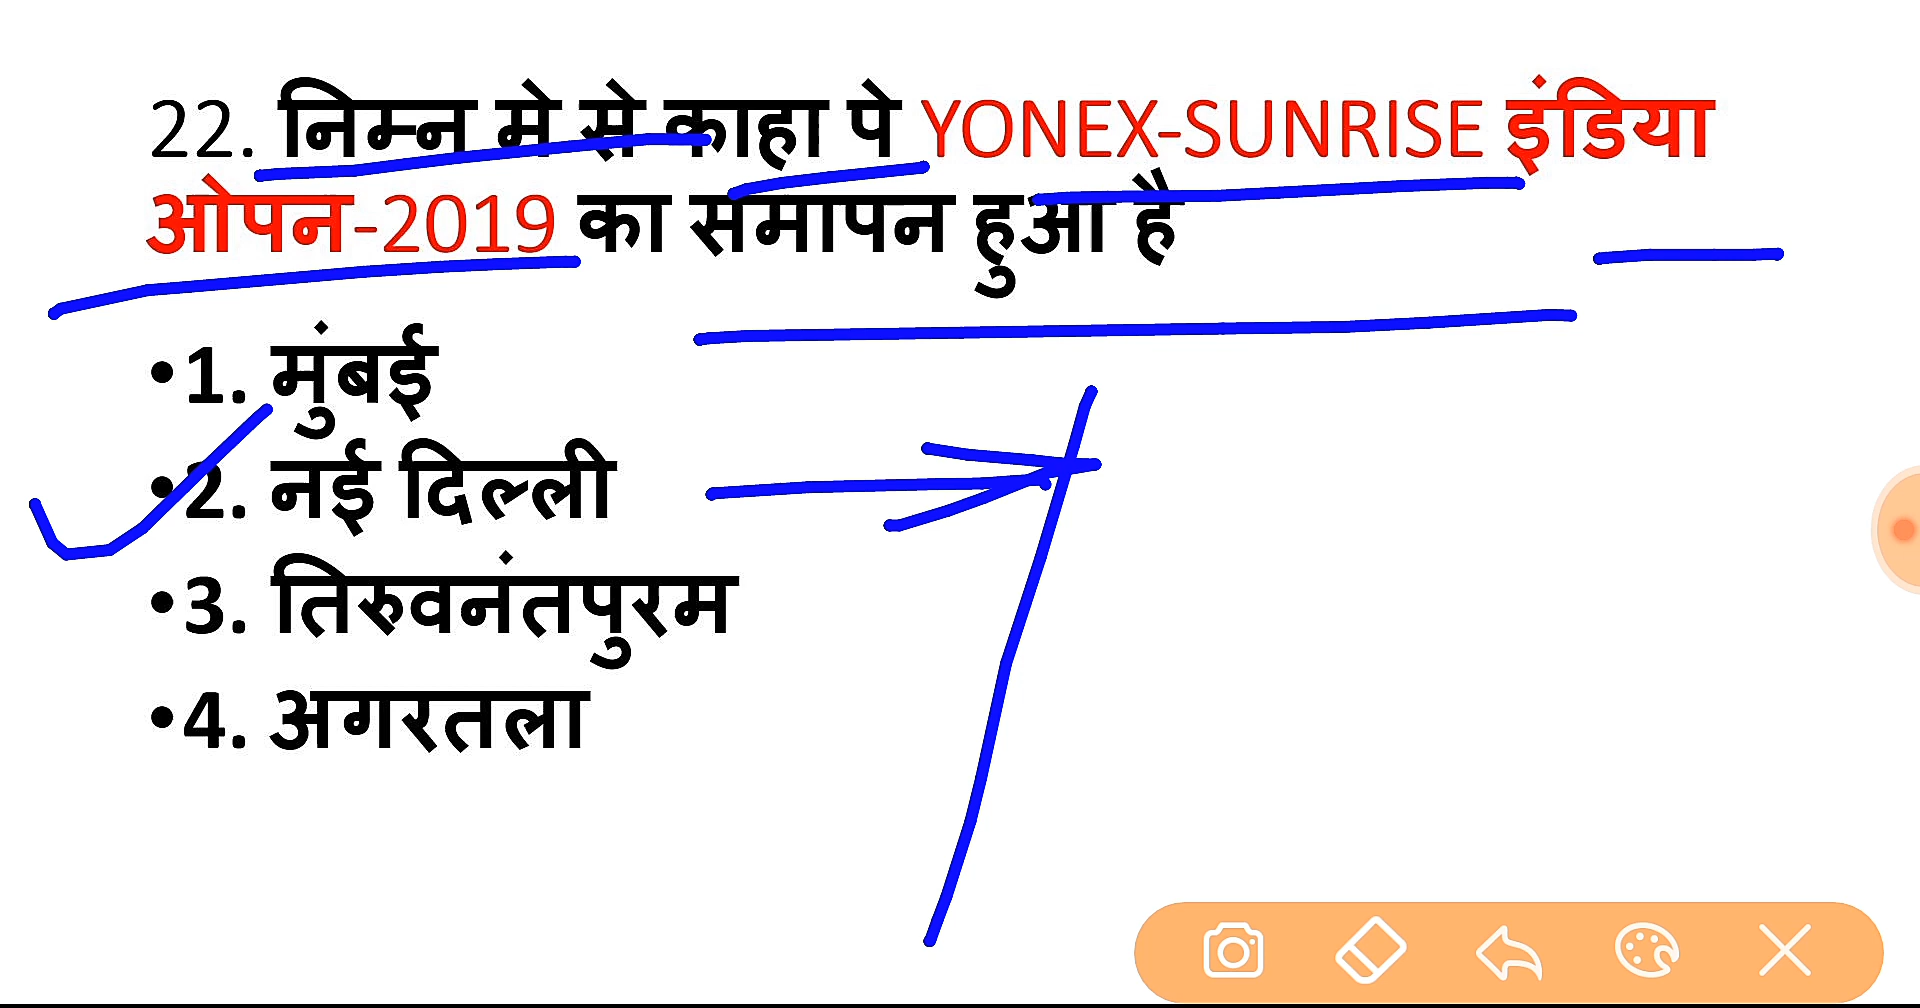 22. निम्न मे से काहा पे YONEX-SUNRISE इंडिया
ओपन-2019 का समापन हुआ है
•1. मुंबई
•2. नई दिल्ली
•3. तिरुवनंतपुरम
•4. अगरतला